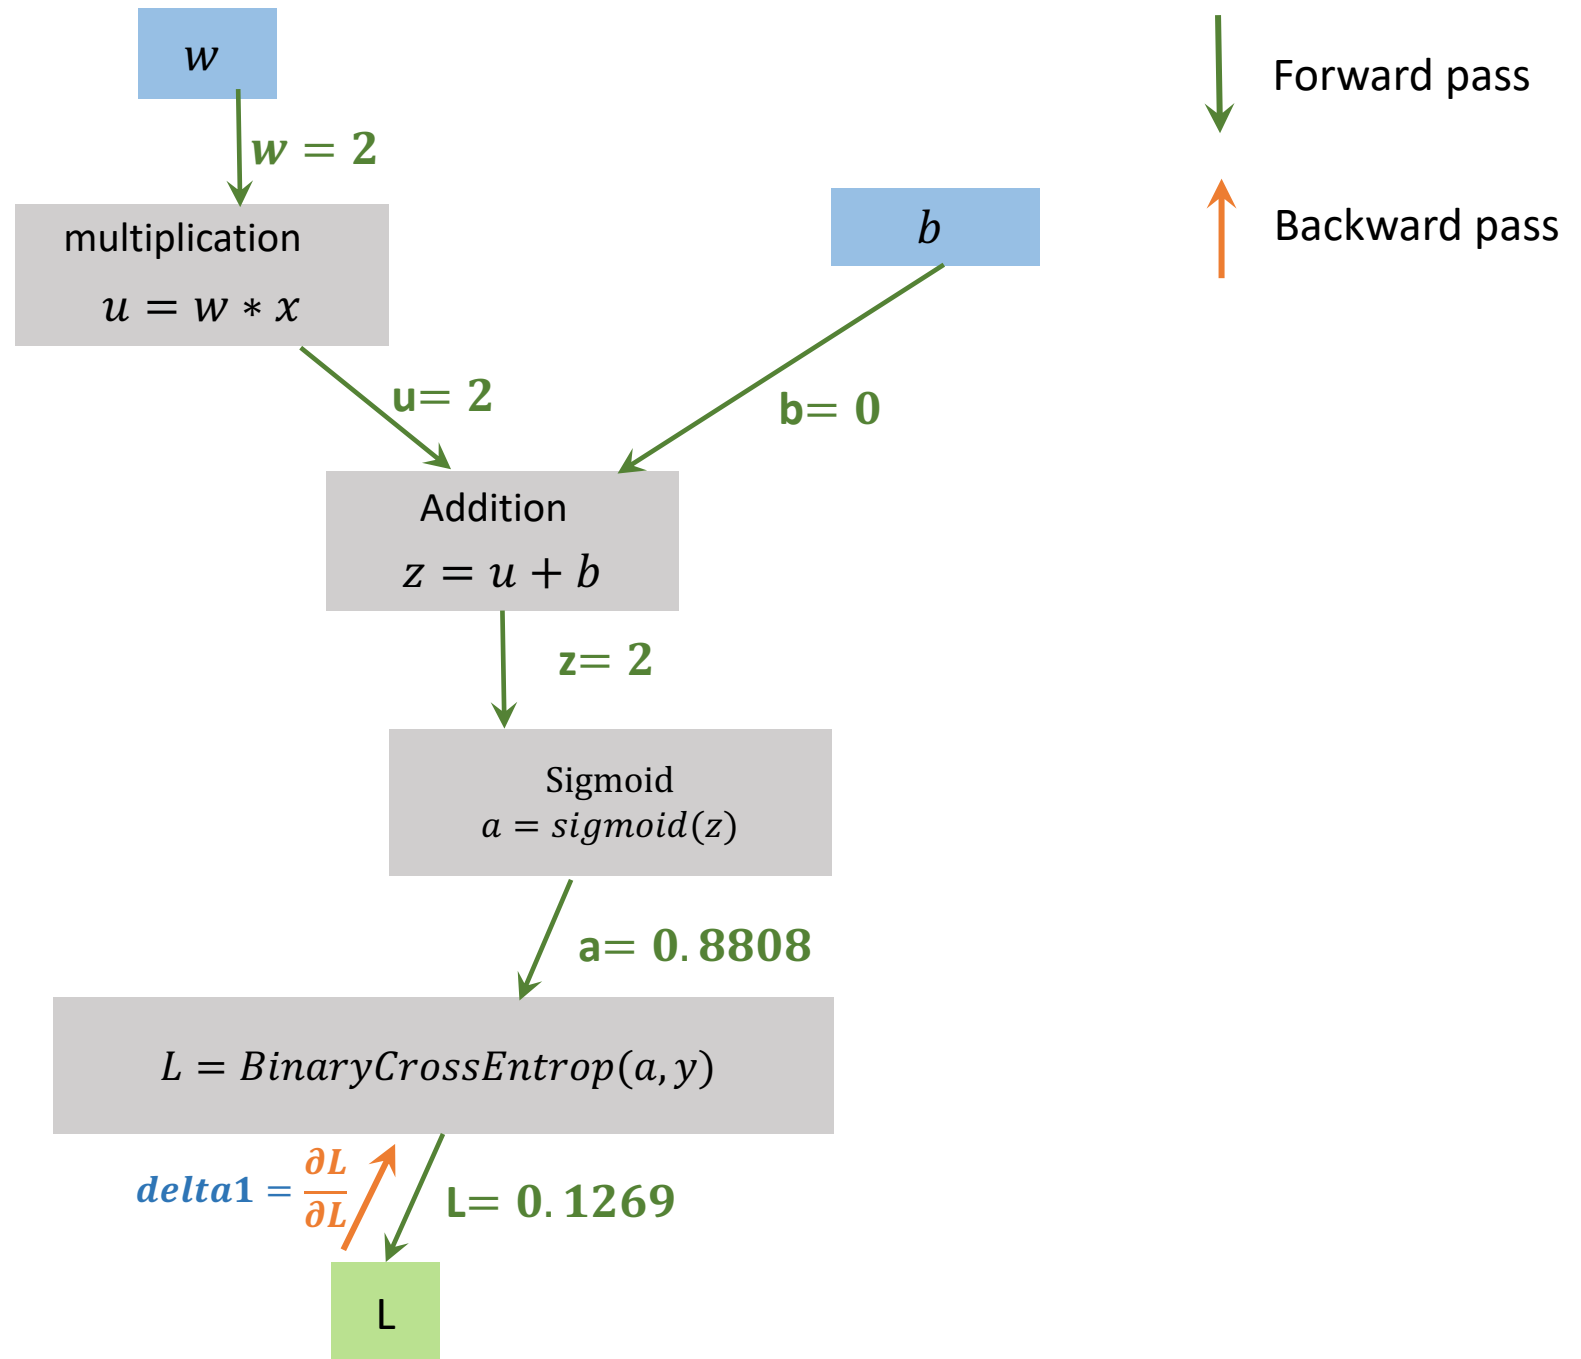 w
w = 2
multiplication
u = w ∗ x
b
Forward pass
Backward pass
u= 2
b= 0
Addition
z = u + b
z= 2
Sigmoid
a = sigmoid(z)
a= 0.8808
L = BinaryCrossEntrop(a, y)
delta1 = ∂L/∂L
L= 0.1269
L